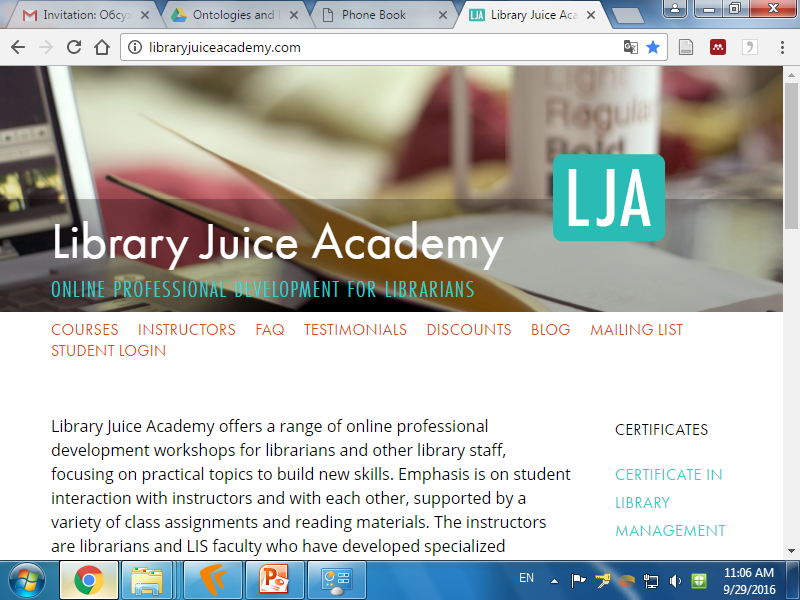 Invitation: Обсу
Ontologies and
Phone Book
LJA Library Juice Aca
libraryjuiceacademy.com
Light
Regular
Bold
LJA
Library Juice Academy
ONLINE PROFESSIONAL DEVELOPMENT FOR LIBRARIANS
COURSES INSTRUCTORS FAQ TESTIMONIALS DISCOUNTS BLOG MAILING LIST
STUDENT LOGIN
Library Juice Academy offers a range of online professional
development workshops for librarians and other library staff,
focusing on practical topics to build new skills. Emphasis is on student
interaction with instructors and with each other, supported by a
variety of class assignments and reading materials. The instructors
are librarians and LIS faculty who have developed specialized
CERTIFICATES
CERTIFICATE IN
LIBRARY
MANAGEMENT
EN
11:06 AM
9/29/2016